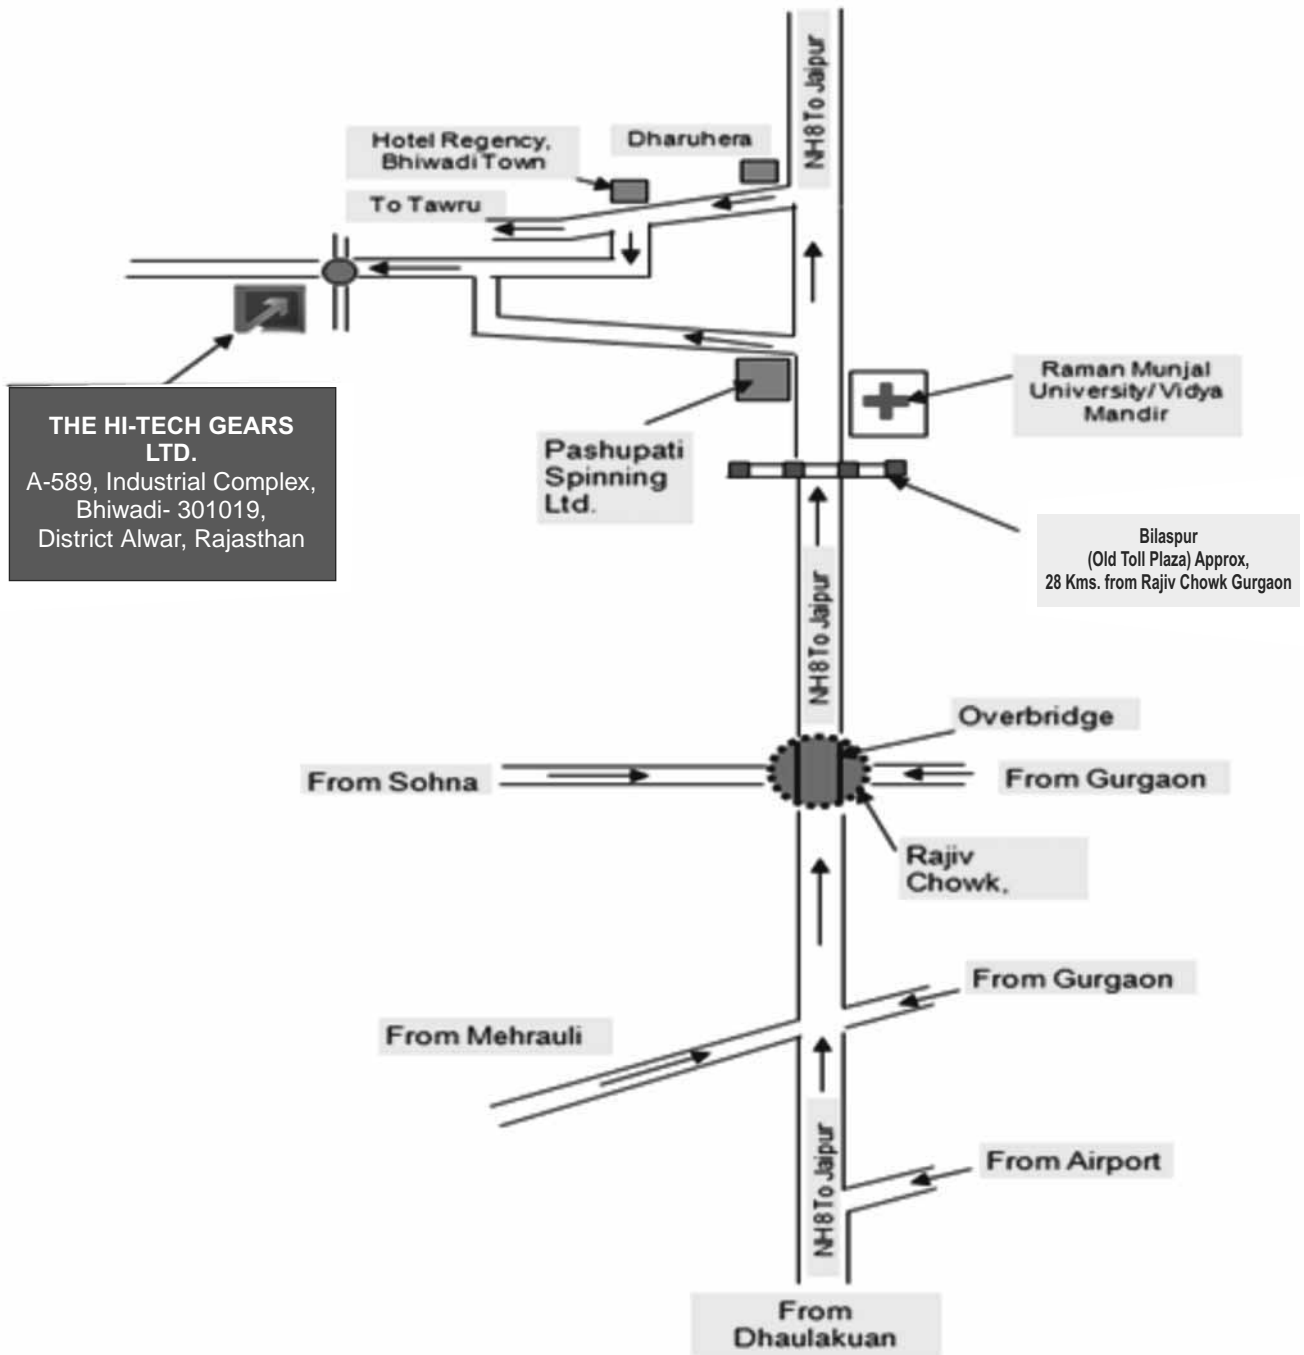 NH8 To Jaipur
Hotel Regency,
Bhiwadi Town
Dharuhera
To Tawru
THE HI-TECH GEARS
LTD.
A-589, Industrial Complex,
Bhiwadi- 301019,
District Alwar, Rajasthan
Raman Munjal
University/ Vidya
Mandir
Pashupati
Spinning
Ltd.
Bilaspur
(Old Toll Plaza) Approx,
28 Kms. from Rajiv Chowk Gurgaon
NH8 To Jaipur
Overbridge
From Sohna
From Gurgaon
Rajiv
Chowk,
From Gurgaon
From Mehrauli
NH8 To Jaipur
From Airport
From
Dhaulakuan